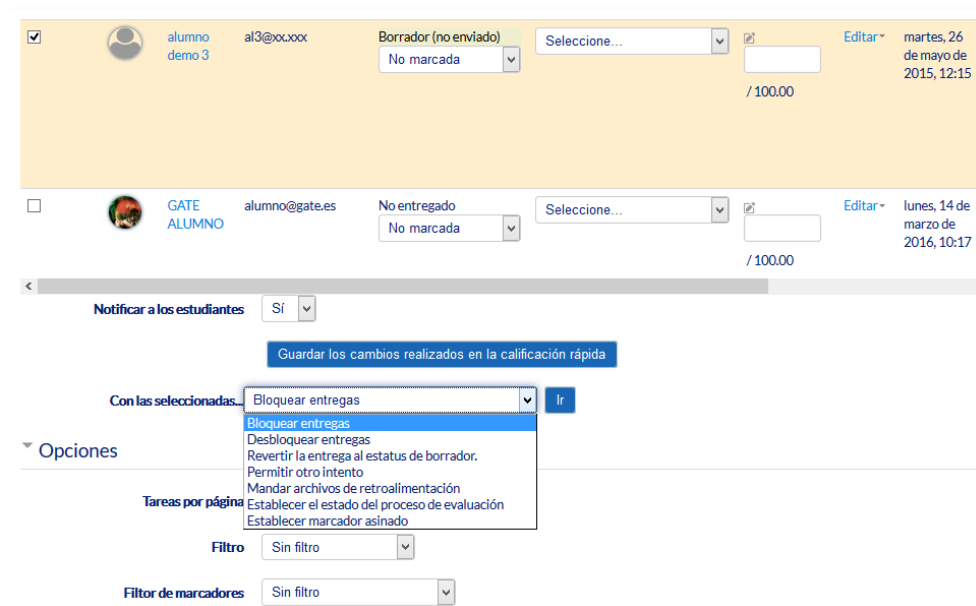 alumno demo 3
al3@xx.xxx
Borrador (no enviado)
No marcada
Seleccione...
/ 100.00
Editar
martes, 26 de mayo de 2015, 12:15
GATE ALUMNO
alumno@gate.es
No entregado
No marcada
Seleccione...
/ 100.00
Editar
lunes, 14 de marzo de 2016, 10:17
Notificar a los estudiantes
Sí
Guardar los cambios realizados en la calificación rápida
Con las seleccionadas...
Bloquear entregas
Ir
Bloquear entregas
Desbloquear entregas
Revertir la entrega al estatus de borrador.
Permitir otro intento
Mandar archivos de retroalimentación
Establecer el estado del proceso de evaluación
Establecer marcador asinado
Opciones
Tareas por página
Filtro
Sin filtro
Filtor de marcadores
Sin filtro